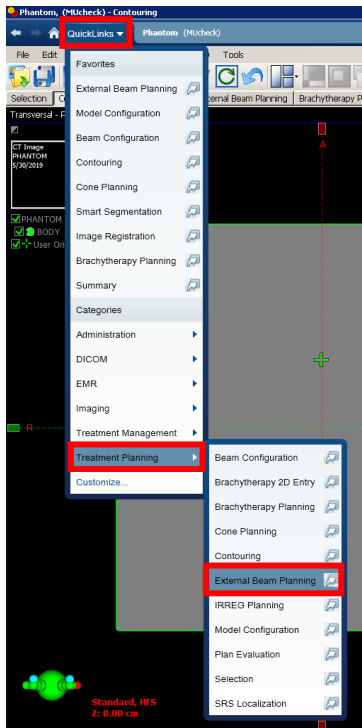 Phantom, (MUcheck) - Contouring
QuickLinks
Phantom (MUcheck)
File Edit Tools
Selection ernal Beam Planning Brachytherapy P
Transversal - P
CT Image
PHANTOM
5/30/2019
PHANTOM
BODY
User Ori
Favorites
External Beam Planning
Model Configuration
Beam Configuration
Contouring
Cone Planning
Smart Segmentation
Image Registration
Brachytherapy Planning
Summary
Categories
Administration
DICOM
EMR
Imaging
Treatment Management
Treatment Planning
Customize...
Beam Configuration
Brachytherapy 2D Entry
Brachytherapy Planning
Cone Planning
Contouring
External Beam Planning
IRREG Planning
Model Configuration
Plan Evaluation
Selection
SRS Localization
A
R
Standard, HFS
Z: 0.00 cm